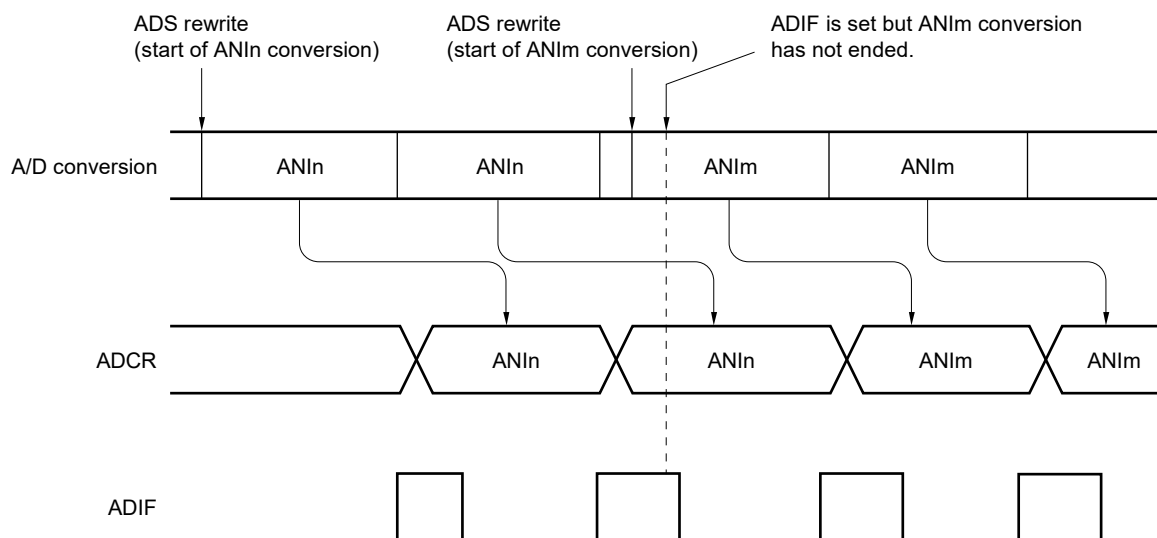 ADS rewrite
(start of ANIn conversion)
ADS rewrite
(start of ANIm conversion)
ADIF is set but ANIm conversion
has not ended.
A/D conversion
ANIn
ANIn
ANIm
ANIm
ADCR
ANIn
ANIn
ANIm
ANIm
ADIF